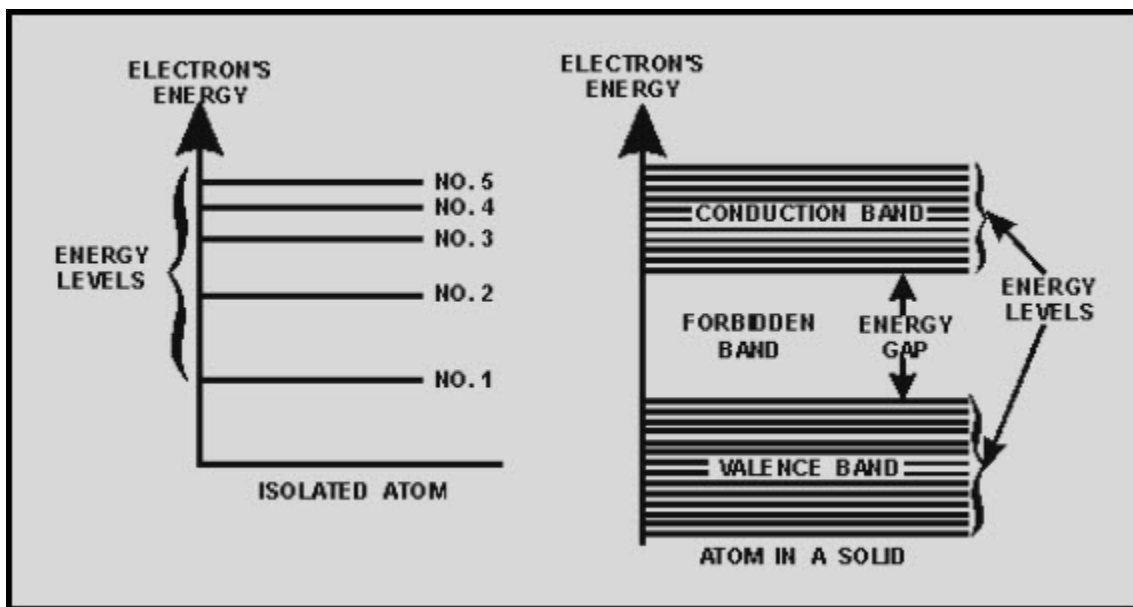 ELECTRON'S
ENERGY
NO. 5
NO. 4
NO. 3
NO. 2
NO. 1
ENERGY
LEVELS
ISOLATED ATOM
ELECTRON'S
ENERGY
CONDUCTION BAND
FORBIDDEN
BAND
ENERGY
GAP
ENERGY
LEVELS
VALENCE BAND
ATOM IN A SOLID